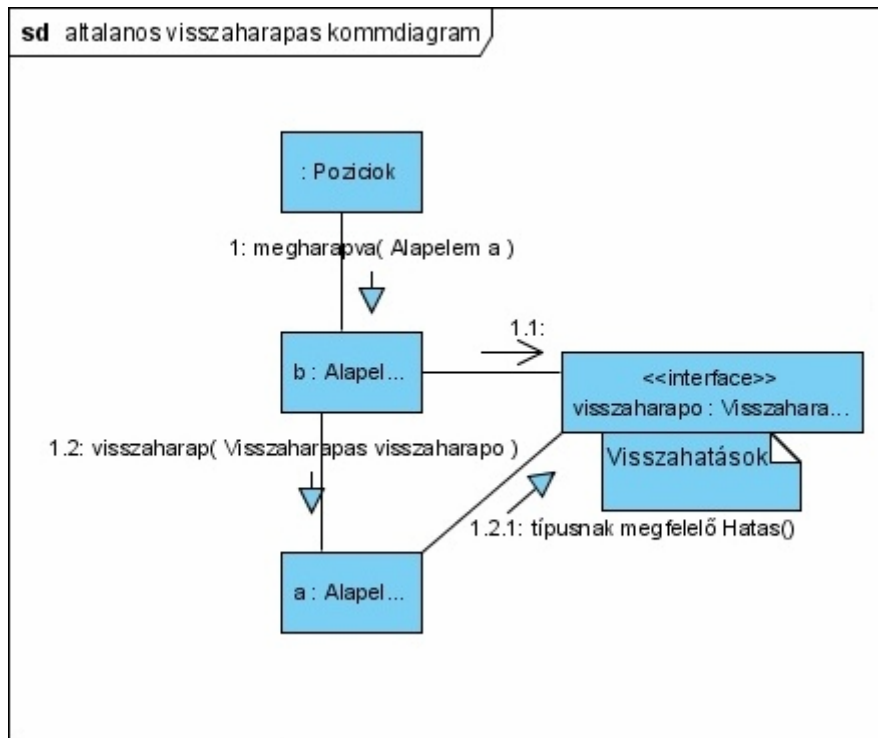 sd altalanos visszaharapas kommdiagram
: Poziciok
1: megharapva( Alapelem a )
1.1:
b : Alapel...
<<interface>>
visszaharapo : Visszahara...
1.2: visszaharap( Visszaharapas visszaharapo )
Visszahatások
1.2.1: típusnak megfelelő Hatas()
a : Alapel...